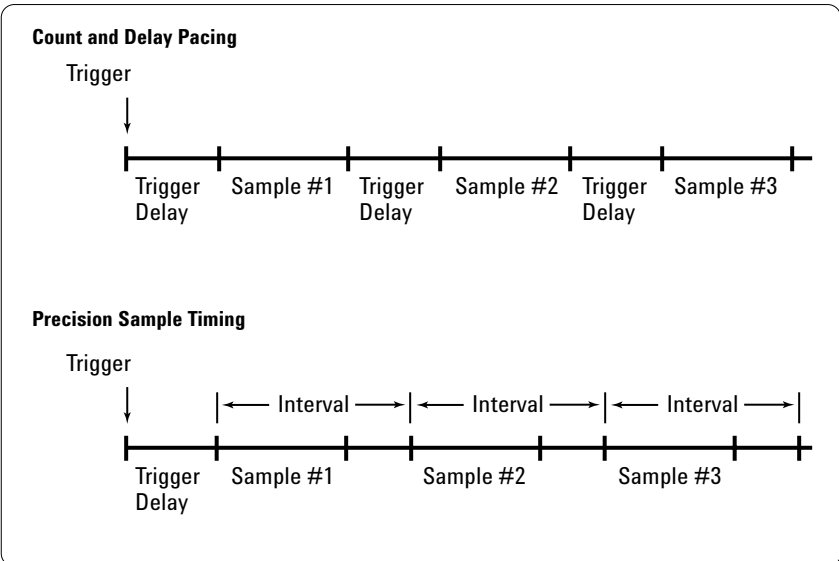 Count and Delay Pacing
Trigger
Trigger Delay Sample #1 Trigger Delay Sample #2 Trigger Delay Sample #3
Precision Sample Timing
Trigger
Interval Interval Interval
Trigger Delay Sample #1 Sample #2 Sample #3